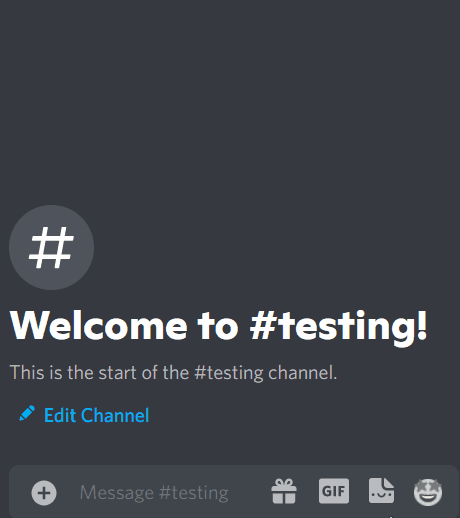 #
Welcome to #testing!
This is the start of the #testing channel.
Edit Channel
Message #testing
GIF